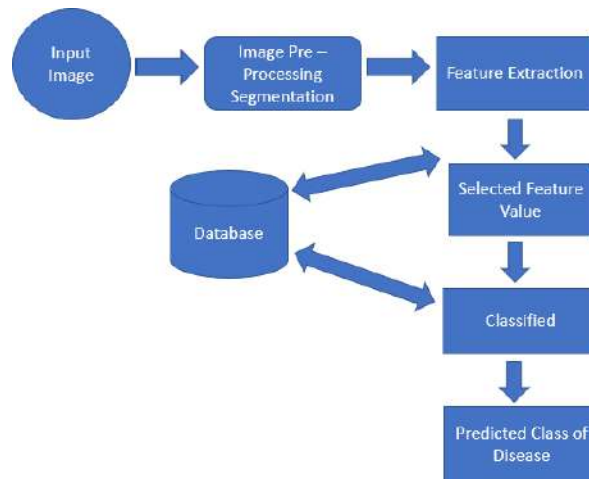 Input
Image
Image Pre –
Processing
Segmentation
Feature Extraction
Selected Feature
Value
Database
Classified
Predicted Class of
Disease